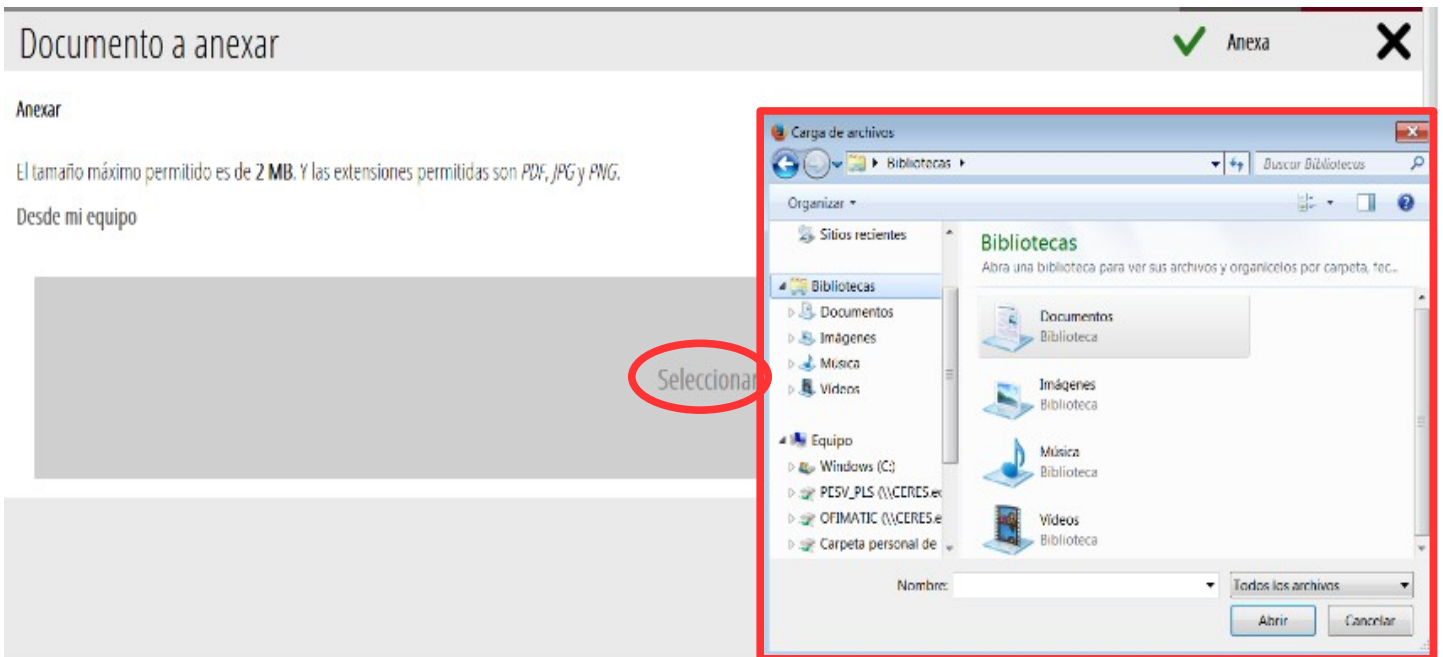 Documento a anexar
Anexa
Anexar
El tamaño máximo permitido es de 2 MB. Y las extensiones permitidas son PDF, JPG y PNG.
Desde mi equipo
Seleccionar
Carga de archivos
Bibliotecas
Buscar Bibliotecas
Organizar
Sitios recientes
Bibliotecas
Documentos
Imágenes
Música
Vídeos
Equipo
Windows (C:)
PESV_PLS (\\CERES.ec
OFIMATIC (\\CERES.e
Carpeta personal de
Bibliotecas
Abra una biblioteca para ver sus archivos y organícelos por carpeta, fec...
Documentos
Biblioteca
Imágenes
Biblioteca
Música
Biblioteca
Vídeos
Biblioteca
Nombre:
Todos los archivos
Abrir
Cancelar